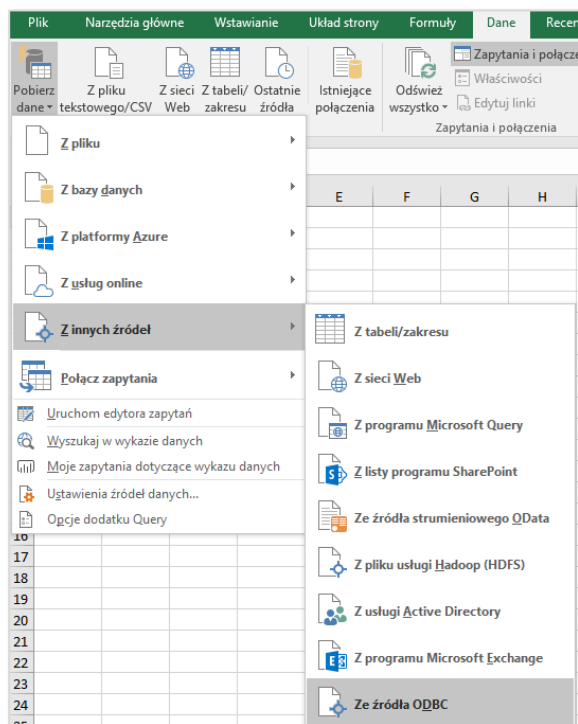 Plik Narzędzia główne Wstawianie Układ strony Formuły Dane Recen
Pobierz dane
Z pliku tekstowego/CSV
Z sieci Web
Z tabeli/ zakresu
Ostatnie źródła
Istniejące połączenia
Odśwież wszystko
Zapytania i połącze
Właściwości
Edytuj linki
Zapytania i połączenia
Z pliku
Z bazy danych
Z platformy Azure
Z usług online
Z innych źródeł
Połącz zapytania
Uruchom edytora zapytań
Wyszukaj w wykazie danych
Moje zapytania dotyczące wykazu danych
Ustawienia źródeł danych...
Opcje dodatku Query
E F G H
Z tabeli/zakresu
Z sieci Web
Z programu Microsoft Query
Z listy programu SharePoint
Ze źródła strumieniowego OData
Z pliku usługi Hadoop (HDFS)
Z usługi Active Directory
Z programu Microsoft Exchange
Ze źródła ODBC
16
17
18
19
20
21
22
23
24
25